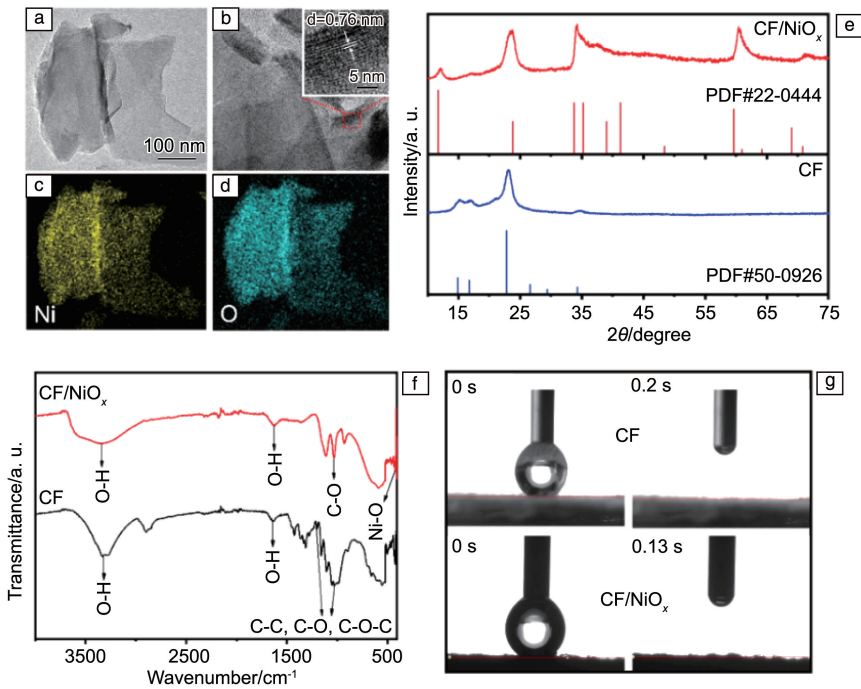 a
100 nm
b
d=0.76 nm
5 nm
c
Ni
d
O
e
CF/NiOₓ
PDF#22-0444
CF
PDF#50-0926
Intensity/a. u.
15 25 35 45 55 65 75
2θ/degree
f
CF/NiOₓ
O-H
O-H
C-O
Ni-O
CF
O-H
O-H
C-C, C-O, C-O-C
Transmittance/a. u.
3500 2500 1500 500
Wavenumber/cm⁻¹
g
0 s
0.2 s
CF
0 s
0.13 s
CF/NiOₓ